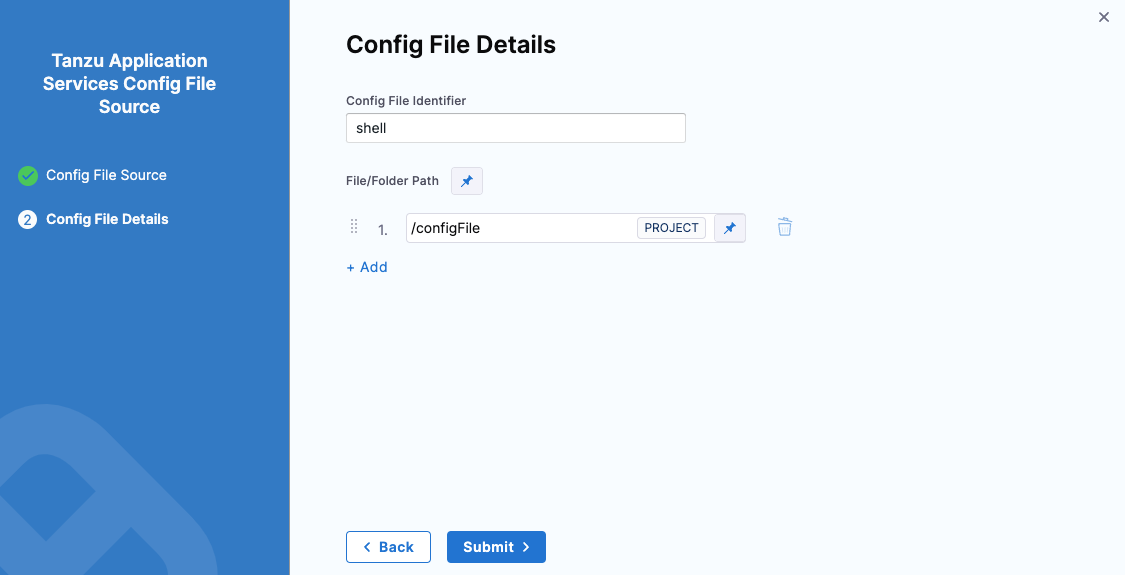 Tanzu Application
Services Config File
Source
Config File Source
2 Config File Details
Config File Details
Config File Identifier
shell
File/Folder Path
1. /configFile PROJECT
+ Add
Back Submit